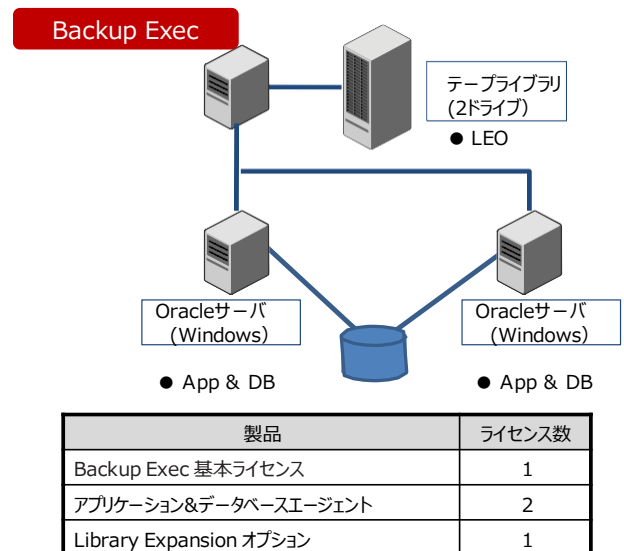 Backup Exec
テープライブラリ
(2ドライブ)
● LEO
Oracleサーバ
(Windows)
● App & DB
Oracleサーバ
(Windows)
● App & DB
製品 ライセンス数
Backup Exec 基本ライセンス 1
アプリケーション&データベースエージェント 2
Library Expansion オプション 1